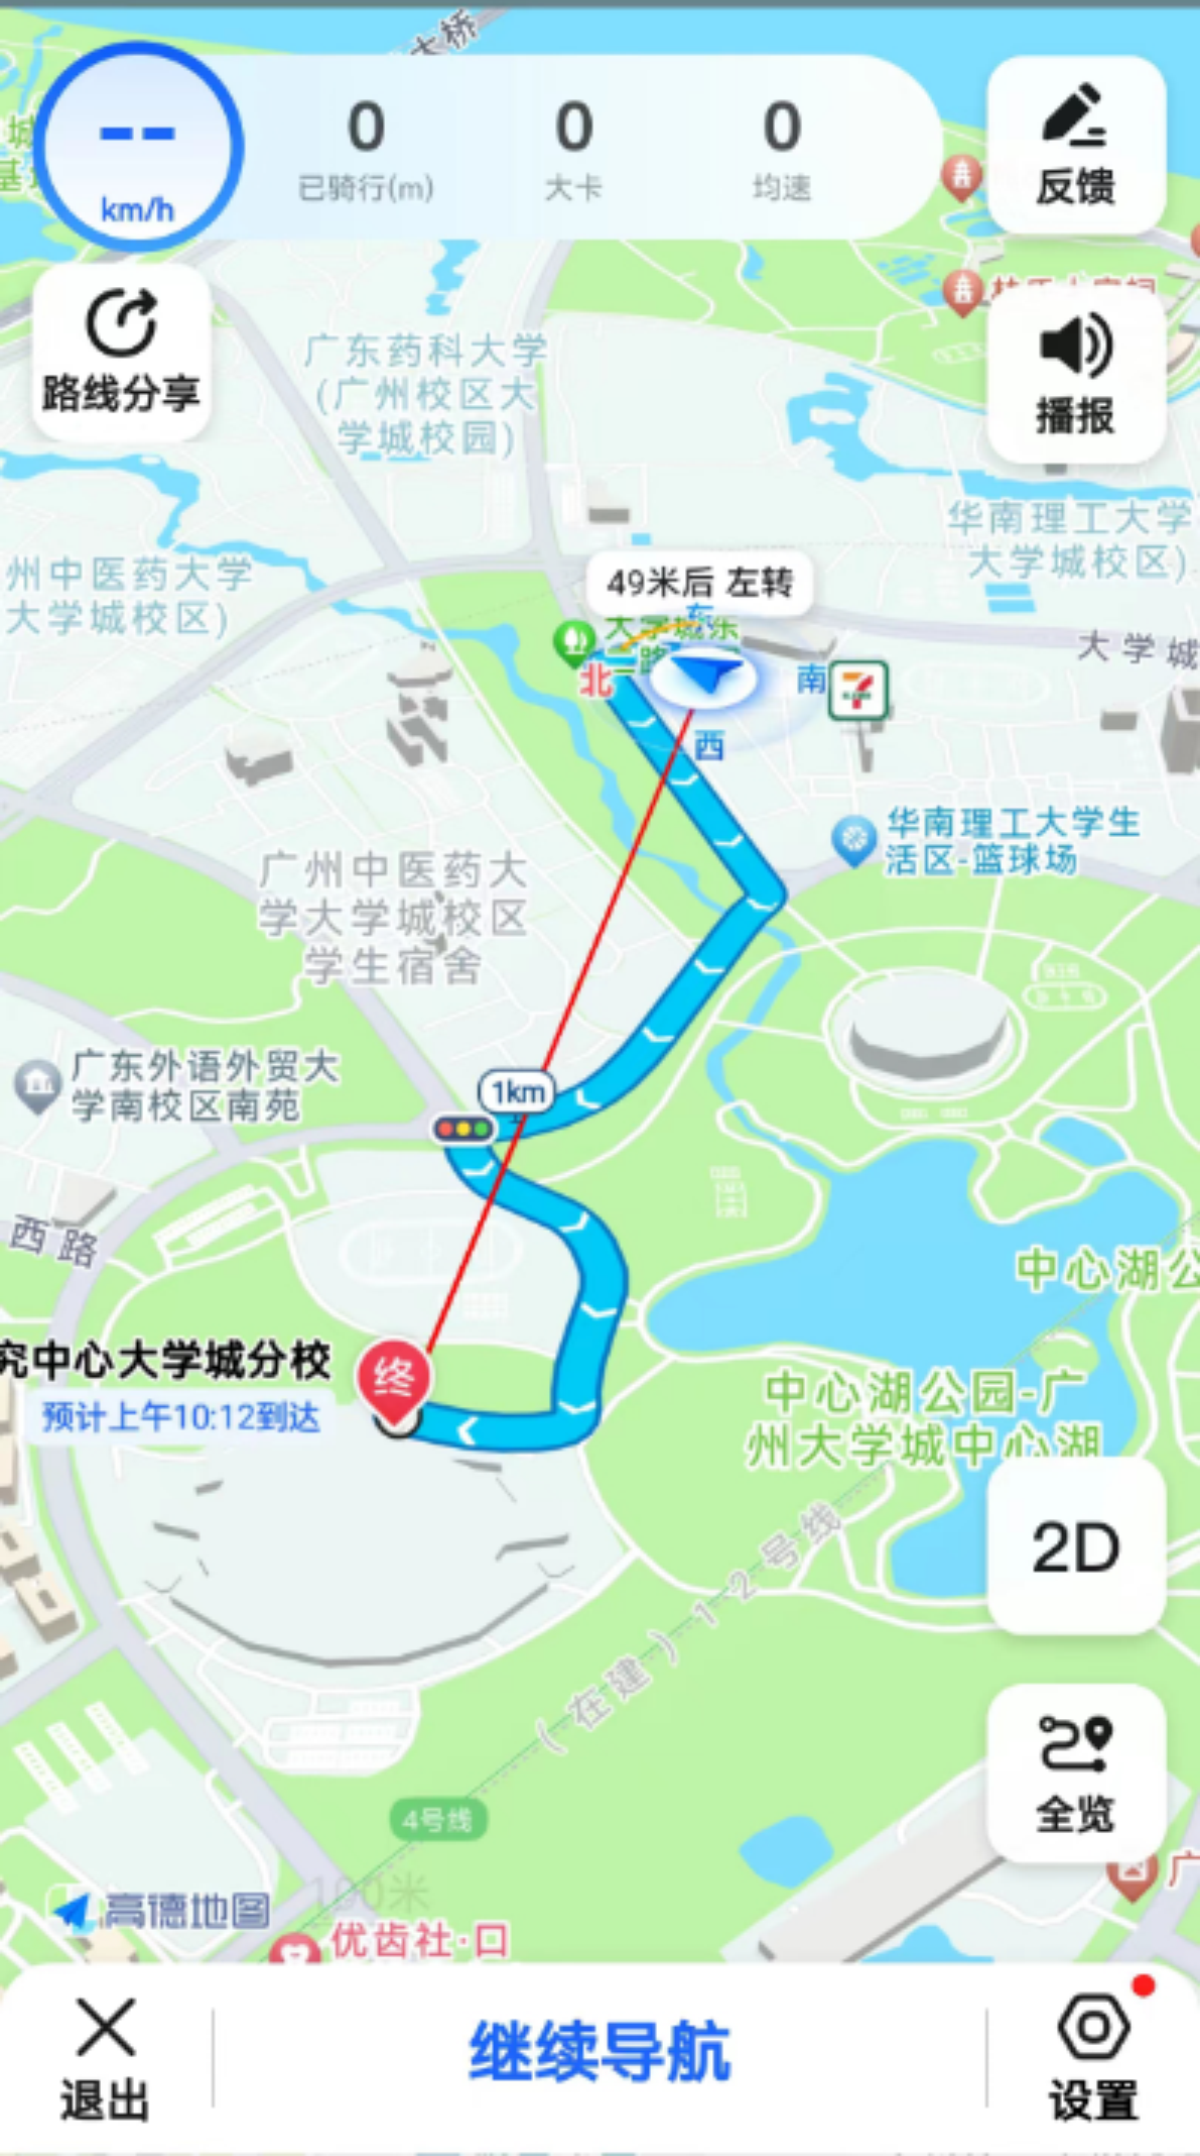 大桥
--
km/h
0
已骑行(m)
0
大卡
0
均速
反馈
城
路线分享
播报
广东药科大学
(广州校区大
学城校园)
华南理工大学
大学城校区)
州中医药大学
大学城校区)
49米后 左转
东
大学城东
二路
北
南
西
大学城
华南理工大学生
活区-篮球场
广州中医药大
学大学城校区
学生宿舍
广东外语外贸大
学南校区南苑
1km
西路
中心湖公
究中心大学城分校
终
预计上午10:12到达
中心湖公园-广
州大学城中心湖
2D
(在建) 12号线
全览
4号线
100米
高德地图
优齿社·口
广
退出
继续导航
设置